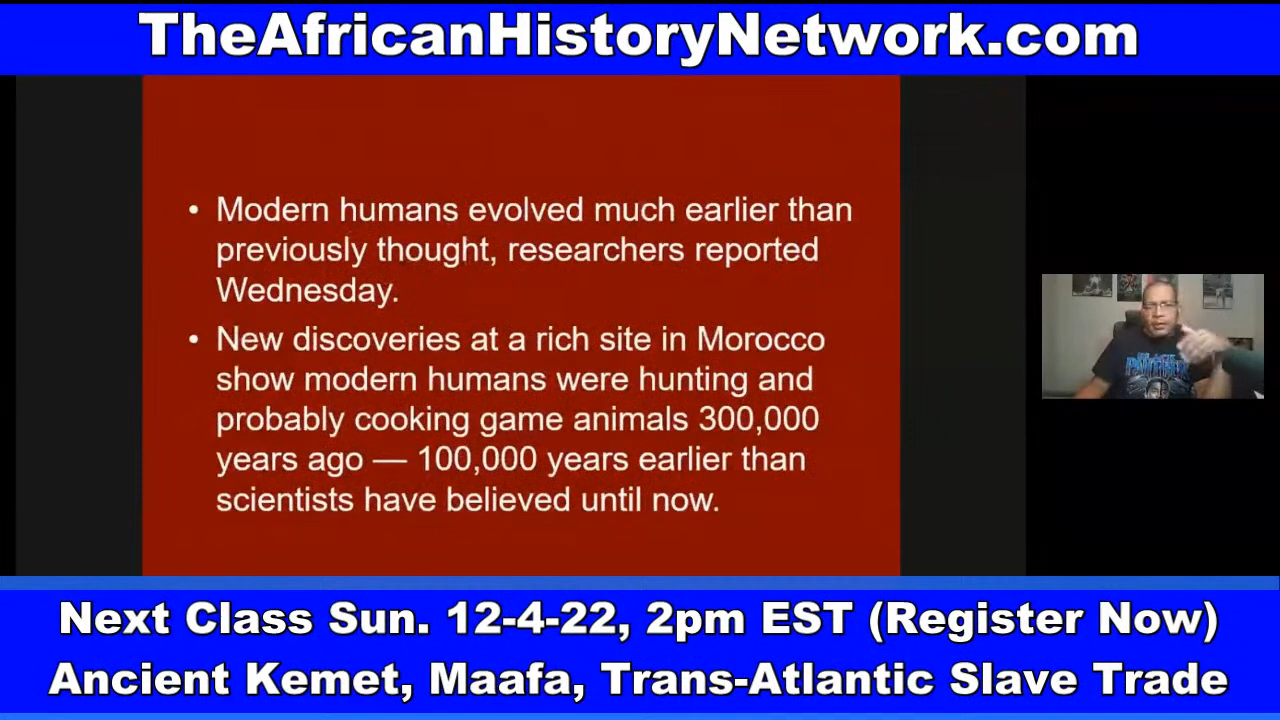 TheAfricanHistoryNetwork.com
• Modern humans evolved much earlier than
previously thought, researchers reported
Wednesday.
• New discoveries at a rich site in Morocco
show modern humans were hunting and
probably cooking game animals 300,000
years ago — 100,000 years earlier than
scientists have believed until now.
Next Class Sun. 12-4-22, 2pm EST (Register Now)
Ancient Kemet, Maafa, Trans-Atlantic Slave Trade